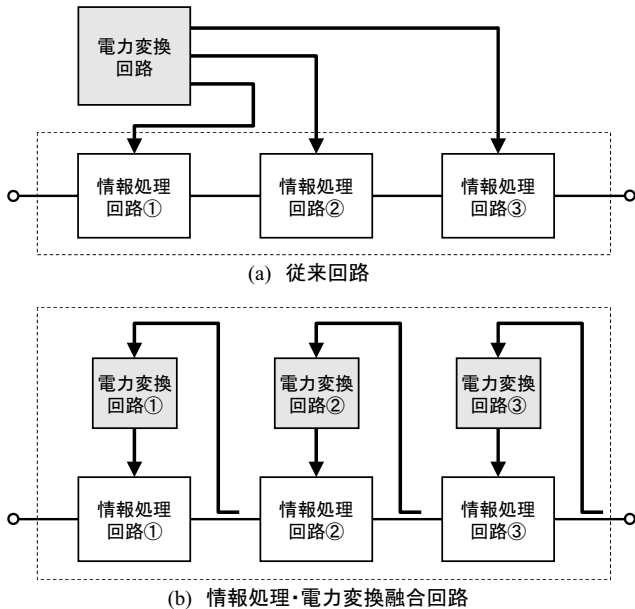 電力変換
回路
情報処理
回路①
情報処理
回路②
情報処理
回路③
(a) 従来回路
電力変換
回路①
電力変換
回路②
電力変換
回路③
情報処理
回路①
情報処理
回路②
情報処理
回路③
(b) 情報処理・電力変換融合回路